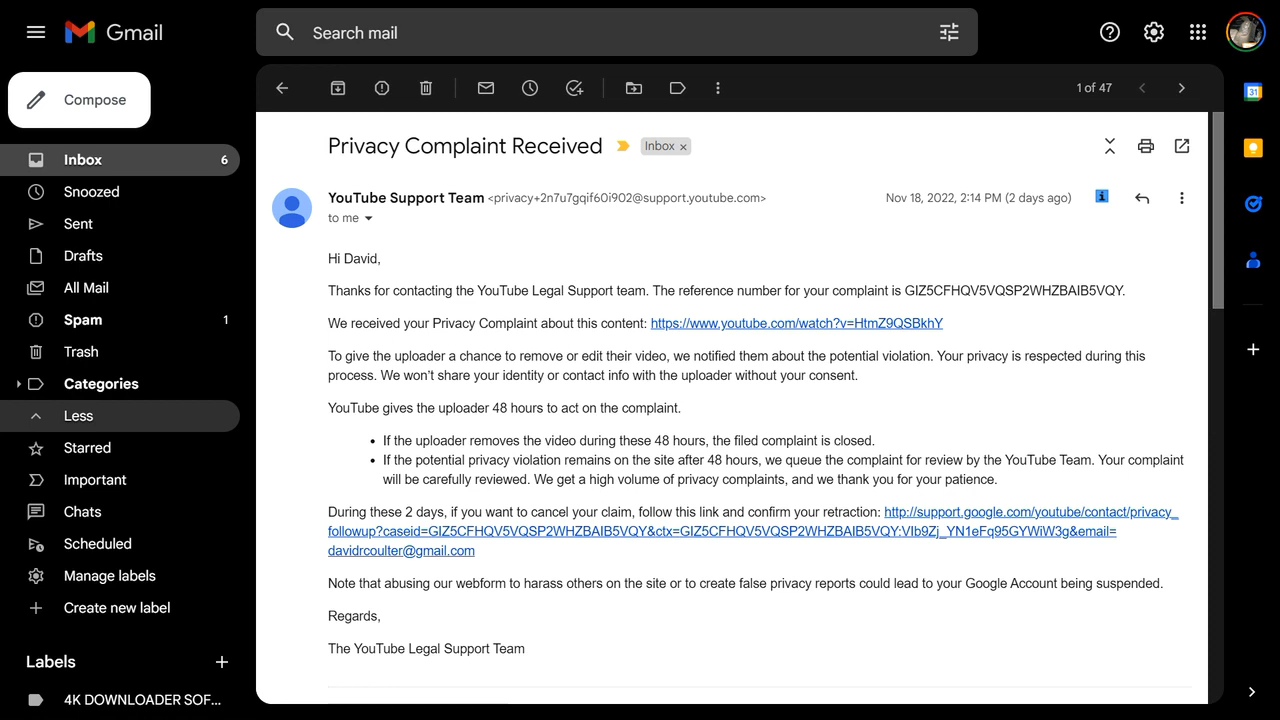 Gmail
Search mail
Compose
1 of 47
Inbox 6
Snoozed
Sent
Drafts
All Mail
Spam 1
Trash
Categories
Less
Starred
Important
Chats
Scheduled
Manage labels
Create new label
Labels
4K DOWNLOADER SOF...
Privacy Complaint Received
Inbox ×
YouTube Support Team <privacy+2n7u7gqif60i902@support.youtube.com>
Nov 18, 2022, 2:14 PM (2 days ago)
to me
Hi David,
Thanks for contacting the YouTube Legal Support team. The reference number for your complaint is GIZ5CFHQV5VQSP2WHZBAIB5VQY.
We received your Privacy Complaint about this content: https://www.youtube.com/watch?v=HtmZ9QSBkhY
To give the uploader a chance to remove or edit their video, we notified them about the potential violation. Your privacy is respected during this
process. We won't share your identity or contact info with the uploader without your consent.
YouTube gives the uploader 48 hours to act on the complaint.
• If the uploader removes the video during these 48 hours, the filed complaint is closed.
• If the potential privacy violation remains on the site after 48 hours, we queue the complaint for review by the YouTube Team. Your complaint
will be carefully reviewed. We get a high volume of privacy complaints, and we thank you for your patience.
During these 2 days, if you want to cancel your claim, follow this link and confirm your retraction: http://support.google.com/youtube/contact/privacy_
followup?caseid=GIZ5CFHQV5VQSP2WHZBAIB5VQY&ctx=GIZ5CFHQV5VQSP2WHZBAIB5VQY:VIb9Zj_YN1eFq95GYWiW3g&email=
davidrcoulter@gmail.com
Note that abusing our webform to harass others on the site or to create false privacy reports could lead to your Google Account being suspended.
Regards,
The YouTube Legal Support Team
31